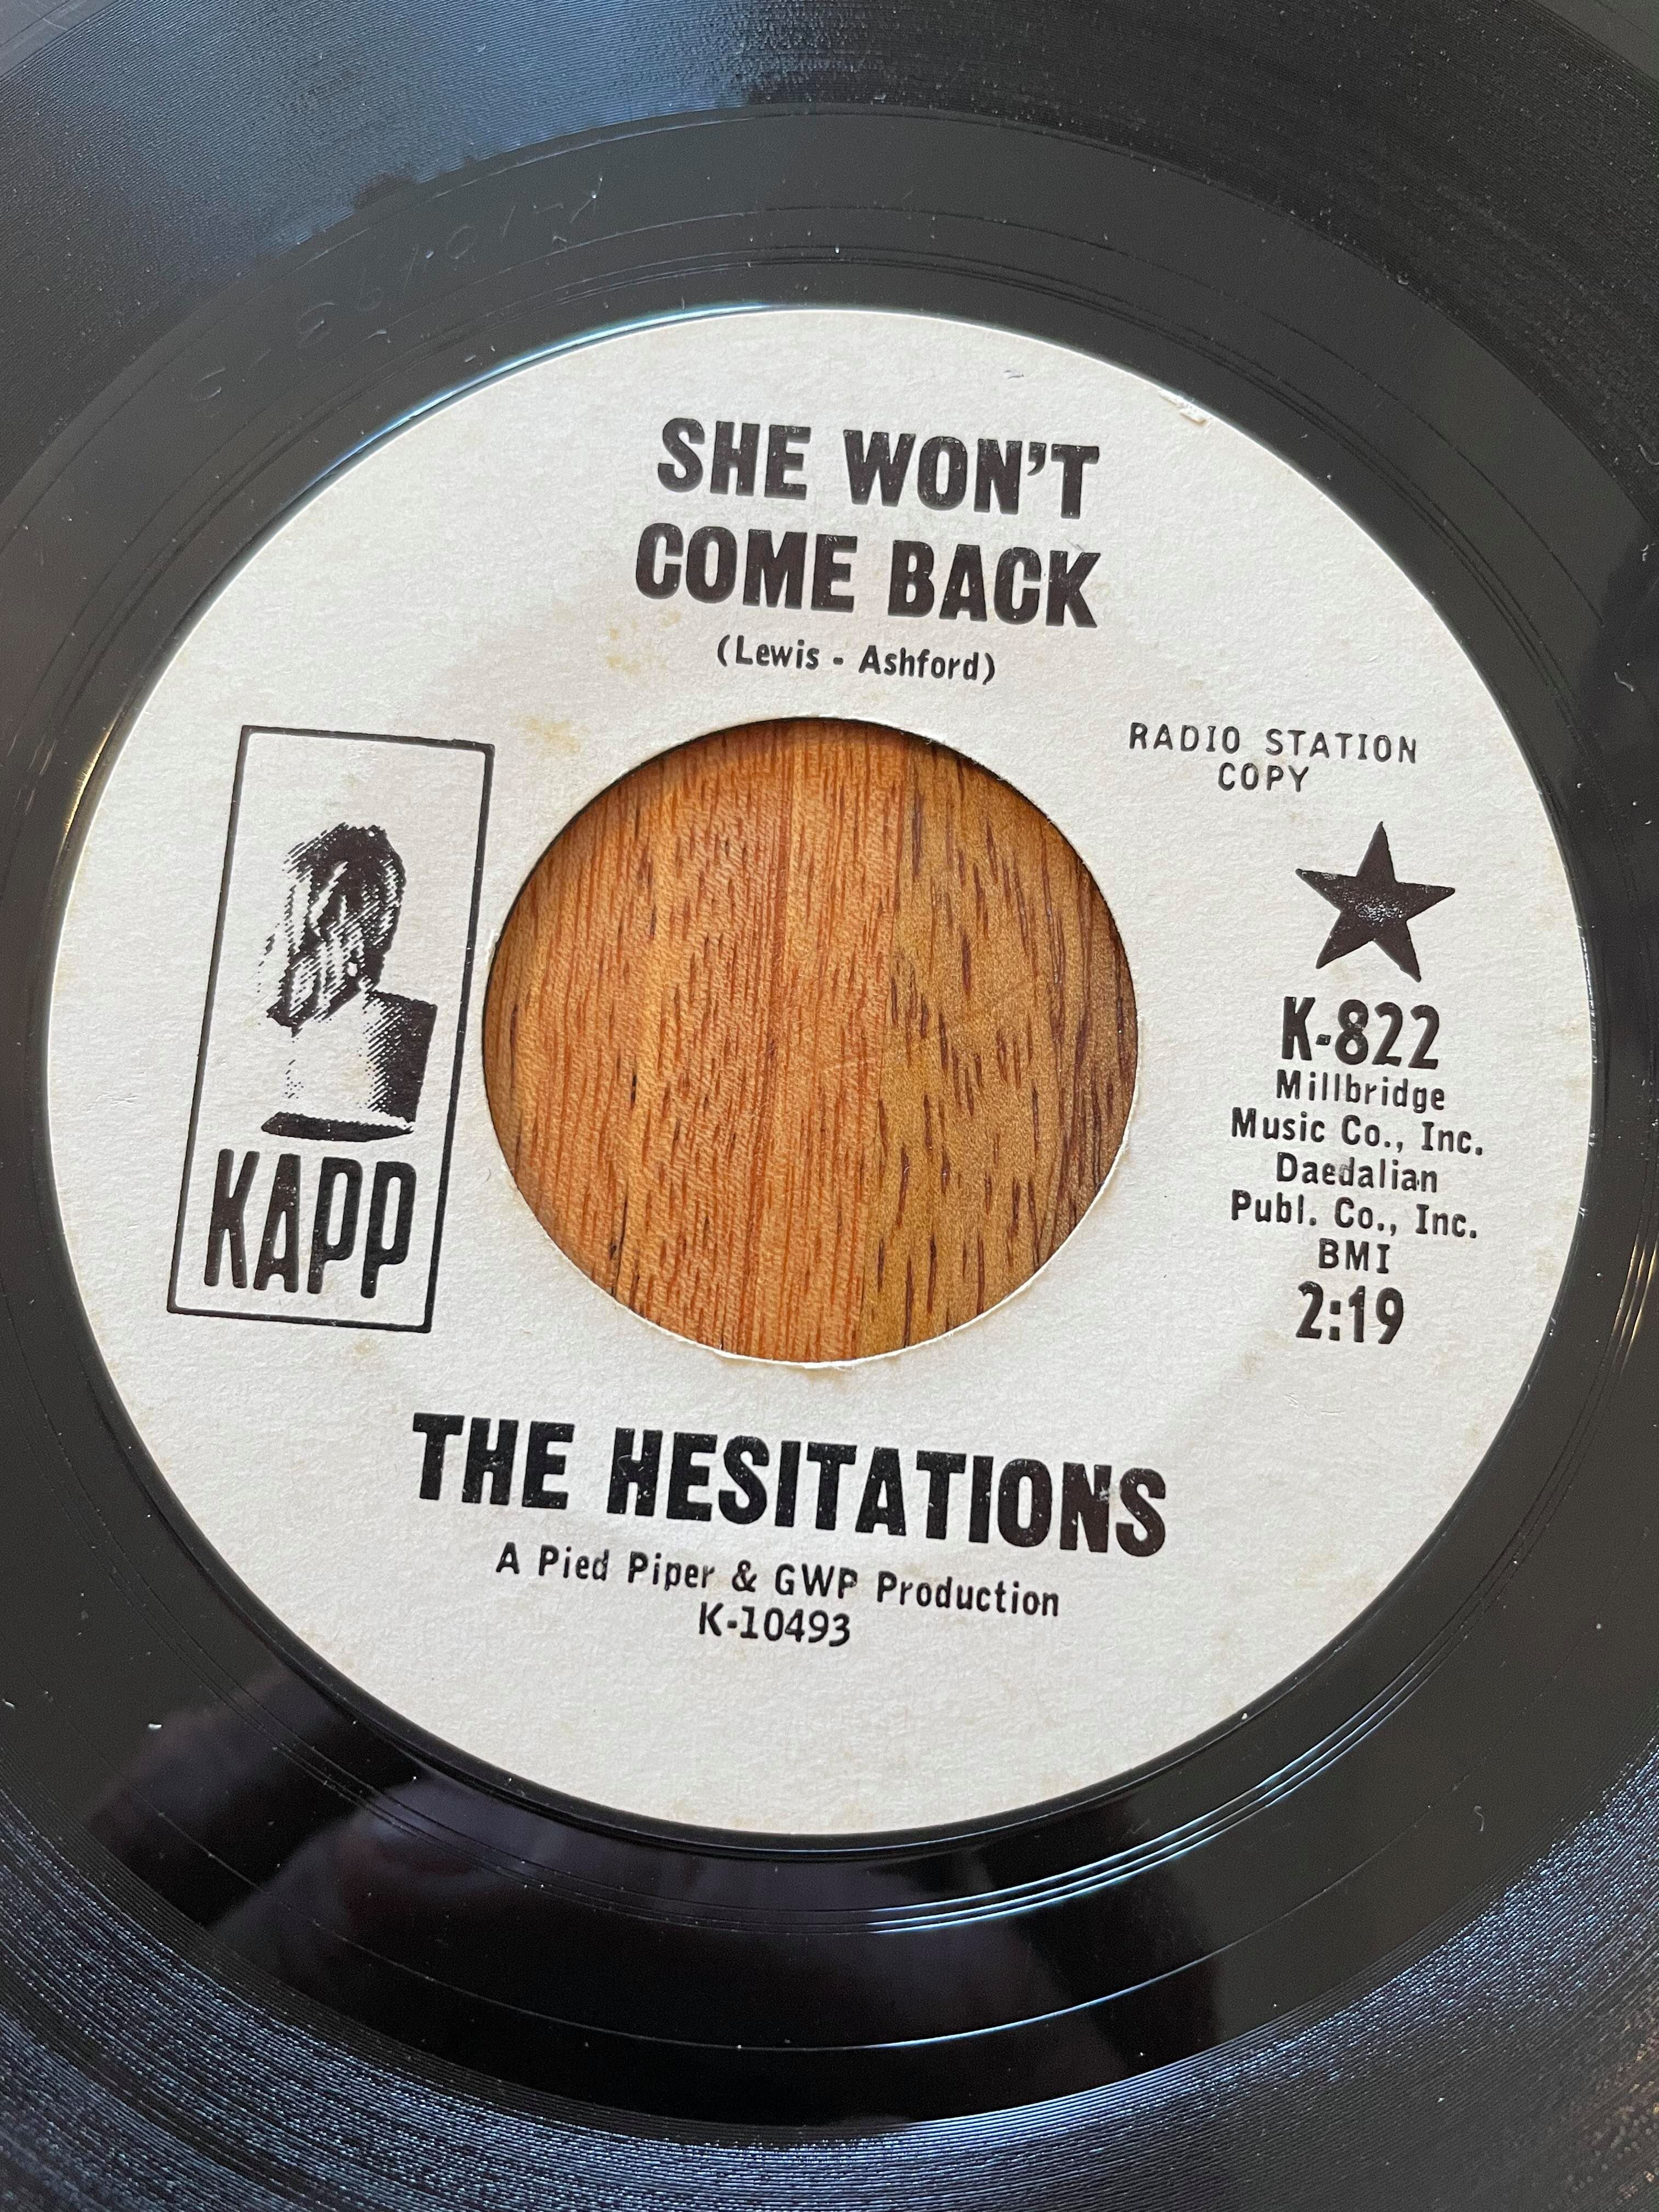 SHE WON'T
COME BACK
(Lewis - Ashford)
RADIO STATION
COPY
K-822
Millbridge
Music Co., Inc.
Daedalian
Publ. Co., Inc.
BMI
2:19
KAPP
THE HESITATIONS
A Pied Piper & GWP Production
K-10493